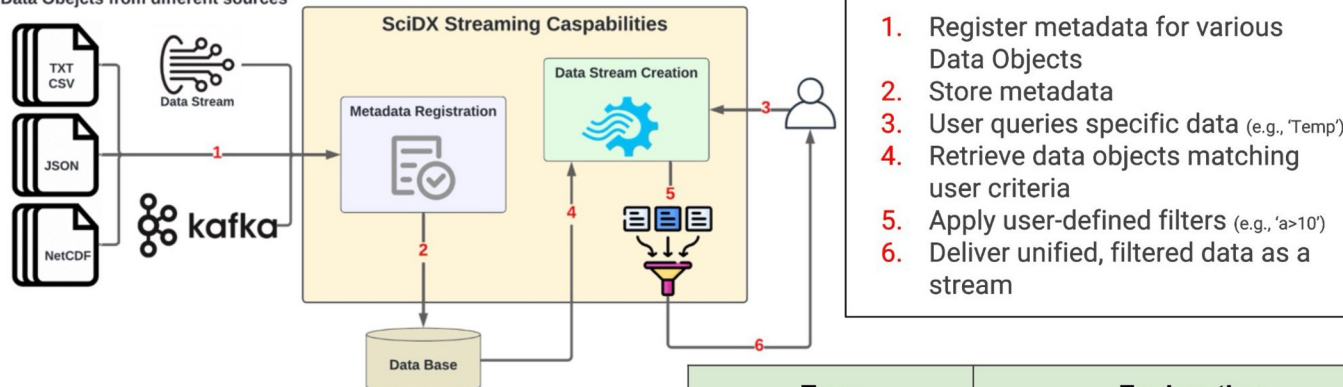 Data Obejcts from different sources
SciDX Streaming Caspabilities
TXT
CSV
Data Stream
JSON
kafka
NetCDF
Metadata Registration
Data Stream Creation
1
2
3
4
5
6
Data Base
1. Register metadata for various
Data Objects
2. Store metadata
3. User queries specific data (e.g., 'Temp')
4. Retrieve data objects matching
user criteria
5. Apply user-defined filters (e.g., 'a>10')
6. Deliver unified, filtered data as a
stream